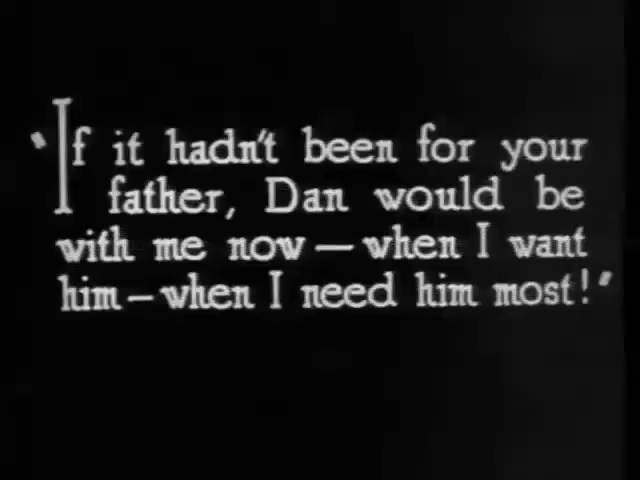 "If it hadn't been for your
father, Dan would be
with me now—when I want
him—when I need him most!"